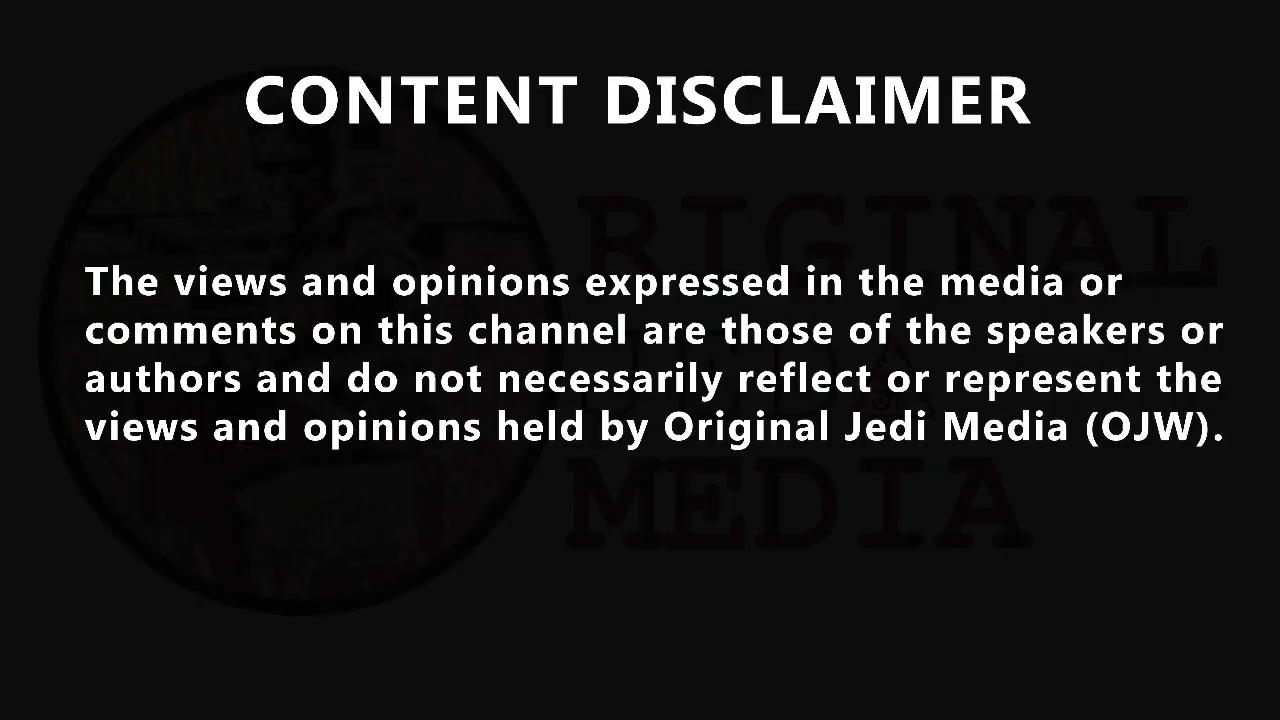 CONTENT DISCLAIMER
RIGINAL
The views and opinions expressed in the media or
comments on this channel are those of the speakers or
authors and do not necessarily reflect or represent the
views and opinions held by Original Jedi Media (OJW).
MEDIA